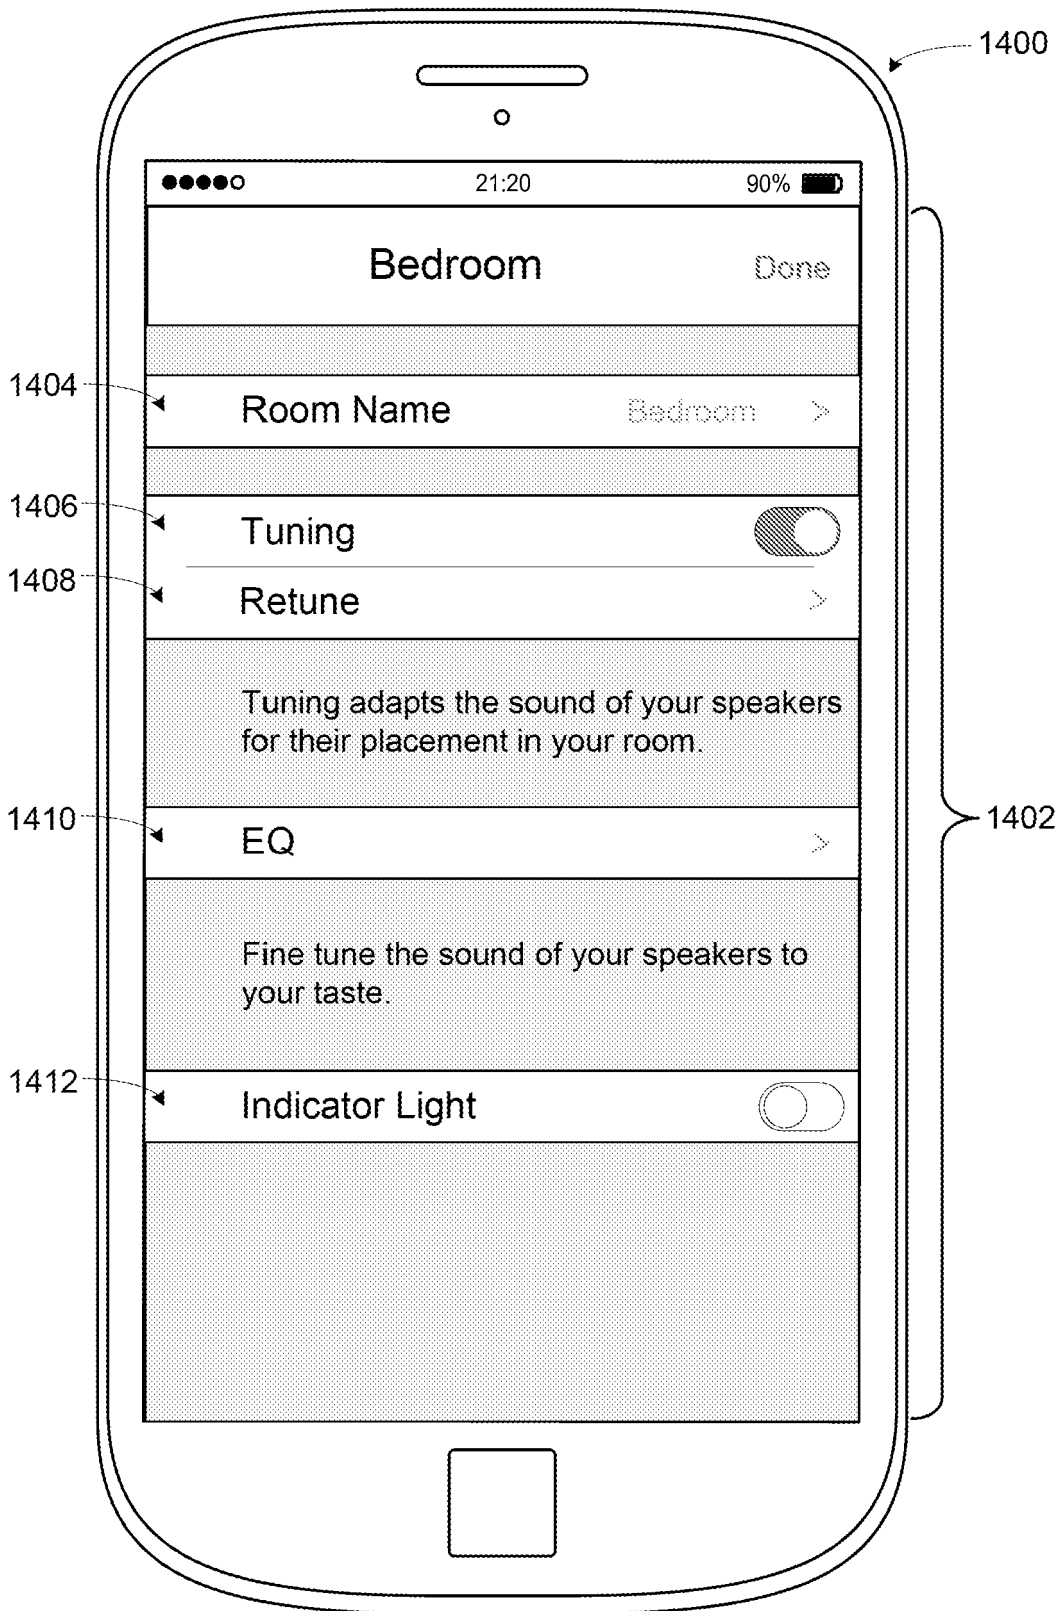 1400
21:20 90%
Bedroom Done
1404 Room Name Bedroom >
1406 Tuning
1408 Retune >
Tuning adapts the sound of your speakers
for their placement in your room.
1410 EQ >
1402
Fine tune the sound of your speakers to
your taste.
1412 Indicator Light